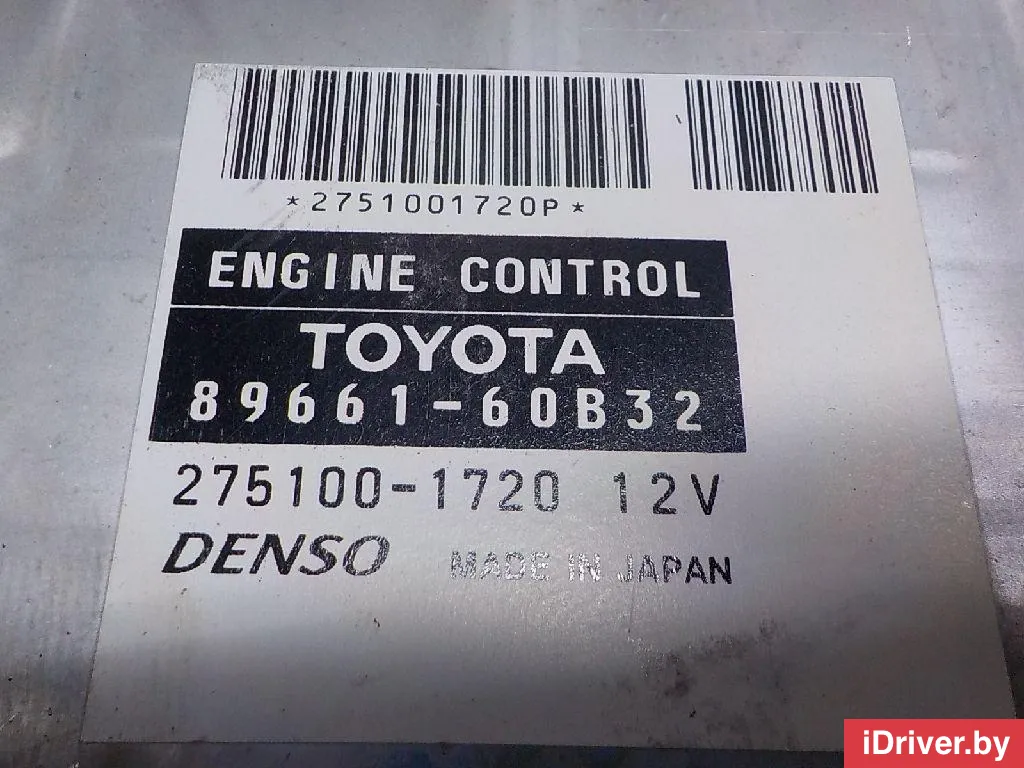 *2751001720P*
ENGINE CONTROL
TOYOTA
89661-60B32
275100-1720 12V
DENSO MADE IN JAPAN
iDriver.by